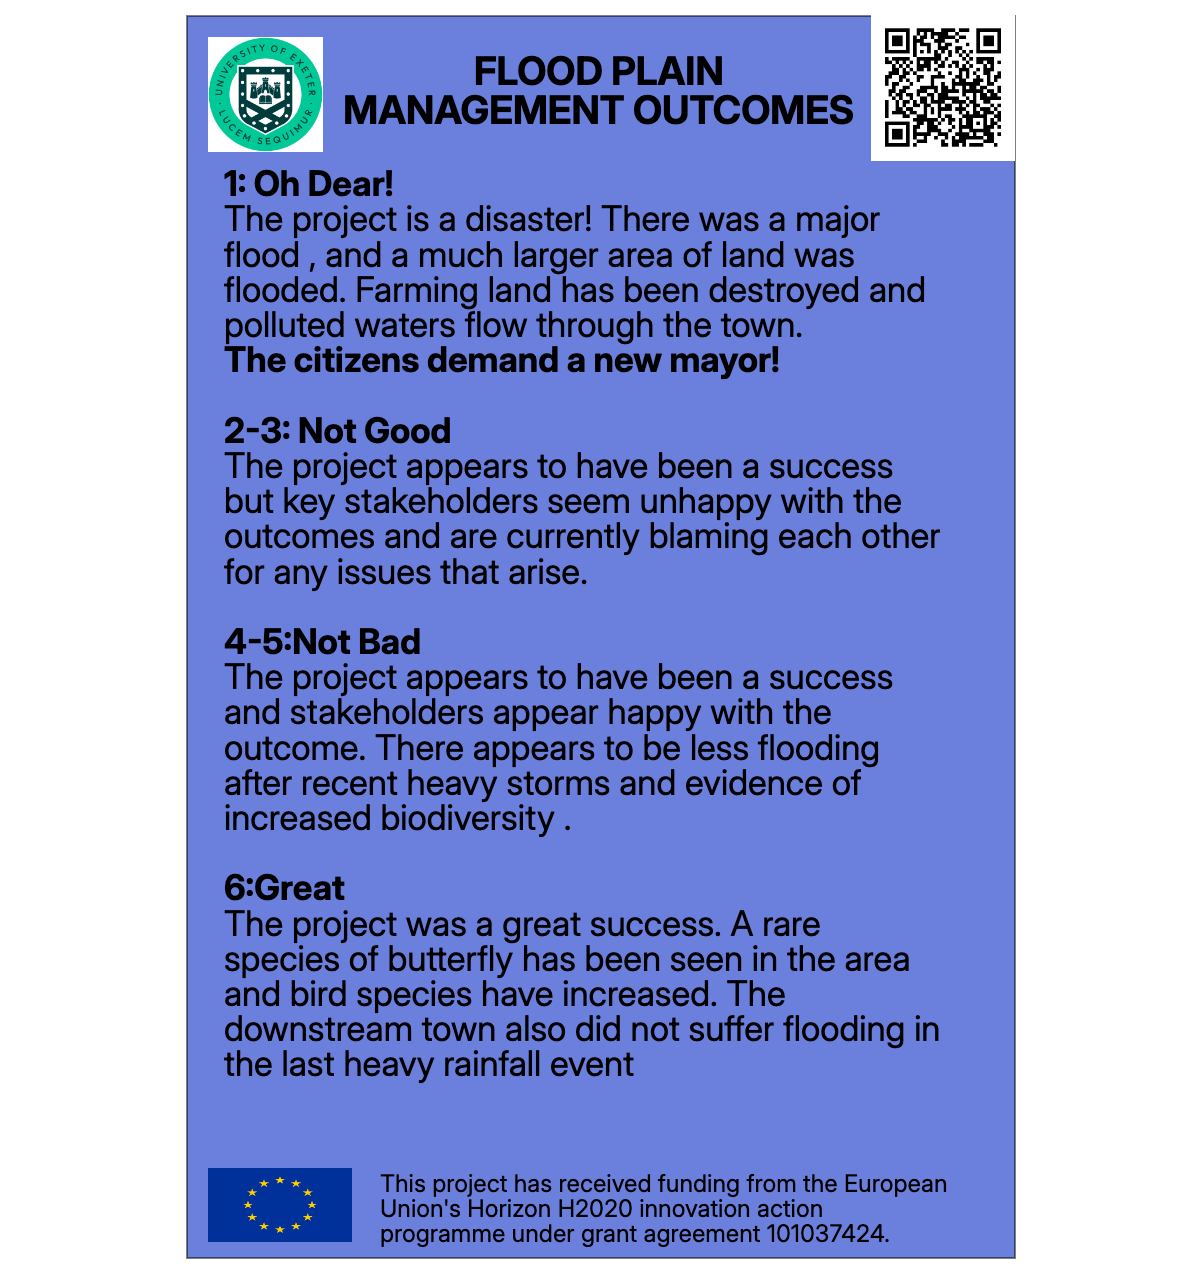 UNIVERSITY OF EXETER
LUCEM SEQUIMUR
FLOOD PLAIN
MANAGEMENT OUTCOMES
1: Oh Dear!
The project is a disaster! There was a major
flood , and a much larger area of land was
flooded. Farming land has been destroyed and
polluted waters flow through the town.
The citizens demand a new mayor!
2-3: Not Good
The project appears to have been a success
but key stakeholders seem unhappy with the
outcomes and are currently blaming each other
for any issues that arise.
4-5:Not Bad
The project appears to have been a success
and stakeholders appear happy with the
outcome. There appears to be less flooding
after recent heavy storms and evidence of
increased biodiversity .
6:Great
The project was a great success. A rare
species of butterfly has been seen in the area
and bird species have increased. The
downstream town also did not suffer flooding in
the last heavy rainfall event
This project has received funding from the European
Union's Horizon H2020 innovation action
programme under grant agreement 101037424.